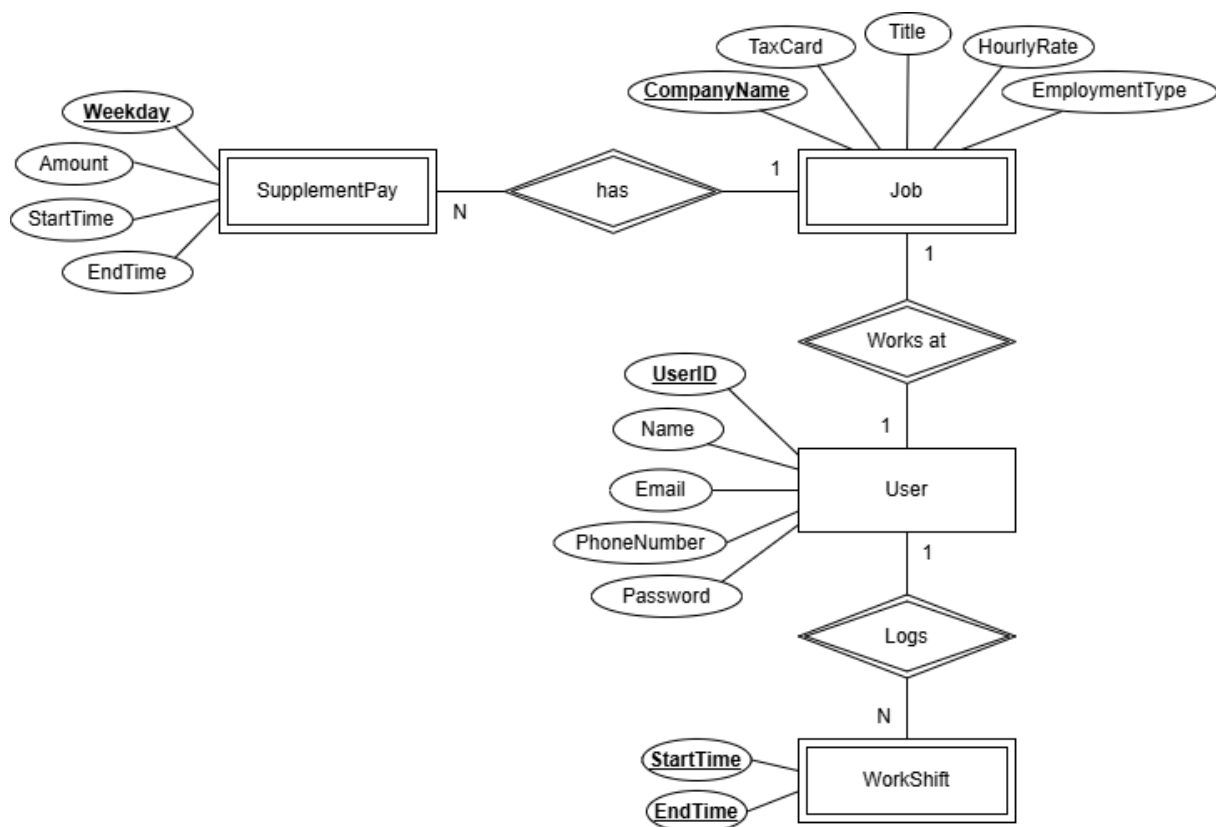 Title
TaxCard
HourlyRate
CompanyName
EmploymentType
Weekday
Amount
SupplementPay
has
Job
1
N
StartTime
EndTime
1
Works at
UserID
1
Name
Email
User
PhoneNumber
1
Password
Logs
N
StartTime
WorkShift
EndTime